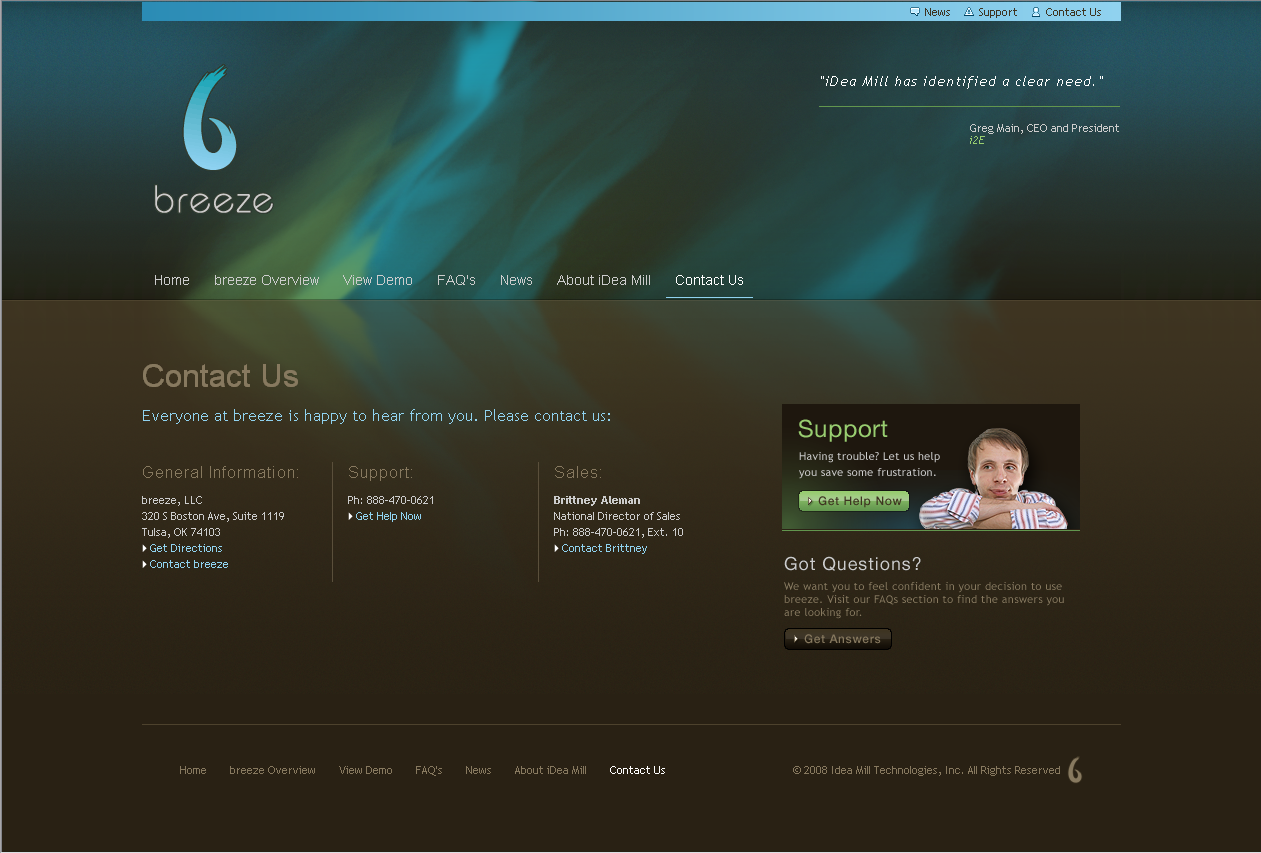 News Support Contact Us
"iDea Mill has identified a clear need."
Greg Main, CEO and President
i2E
breeze
Home breeze Overview View Demo FAQ's News About iDea Mill Contact Us
Contact Us
Everyone at breeze is happy to hear from you. Please contact us:
General Information:
breeze, LLC
320 S Boston Ave, Suite 1119
Tulsa, OK 74103
Get Directions
Contact breeze
Support:
Ph: 888-470-0621
Get Help Now
Sales:
Brittney Aleman
National Director of Sales
Ph: 888-470-0621, Ext. 10
Contact Brittney
Support
Having trouble? Let us help
you save some frustration.
Get Help Now
Got Questions?
We want you to feel confident in your decision to use
breeze. Visit our FAQs section to find the answers you
are looking for.
Get Answers
Home breeze Overview View Demo FAQ's News About iDea Mill Contact Us
© 2008 Idea Mill Technologies, Inc. All Rights Reserved